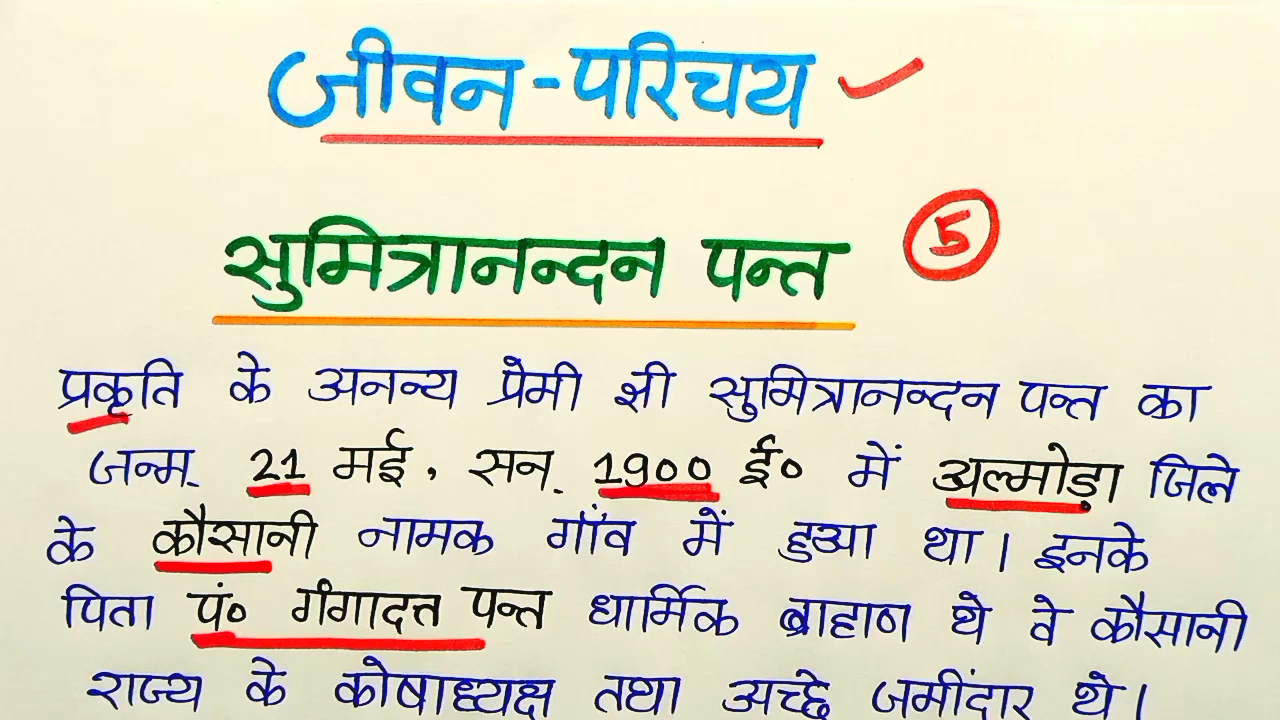 जीवन-परिचय
सुमित्रानन्दन पन्त 5
प्रकृति के अनन्य प्रेमी श्री सुमित्रानन्दन पन्त का
जन्म 21 मई, सन् 1900 ई० में अल्मोड़ा जिले
के कौसानी नामक गाँव में हुआ था। इनके
पिता पं० गंगादत्त पन्त धार्मिक ब्राहाण थे वे कौसानी
राज्य के कोषाध्यक्ष तथा अच्छे जमींदार थे।